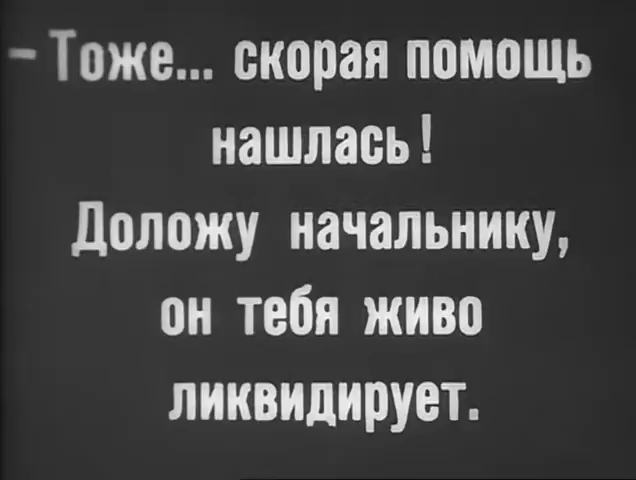 - Тоже... скорая помощь
нашлась!
Доложу начальнику,
он тебя живо
ликвидирует.